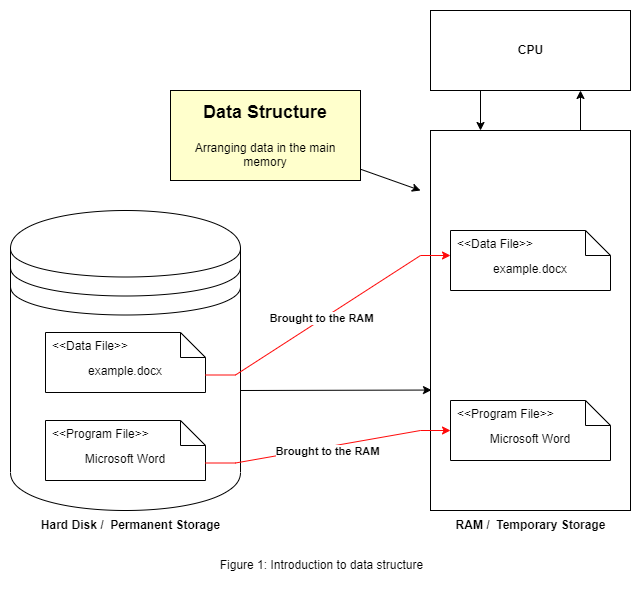 CPU
Data Structure
Arranging data in the main
memory
<<Data File>>
example.docx
Brought to the RAM
<<Data File>>
example.docx
<<Program File>>
Microsoft Word
Brought to the RAM
<<Program File>>
Microsoft Word
Hard Disk / Permanent Storage
RAM / Temporary Storage
Figure 1: Introduction to data structure